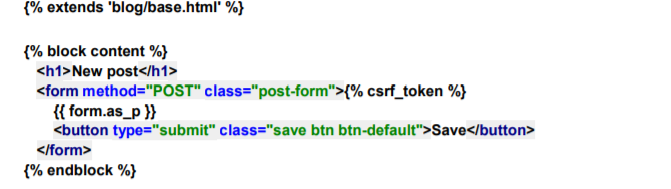 {% extends 'blog/base.html' %}
{% block content %}
<h1>New post</h1>
<form method="POST" class="post-form">{% csrf_token %}
{{ form.as_p }}
<button type="submit" class="save btn btn-default">Save</button>
</form>
{% endblock %}